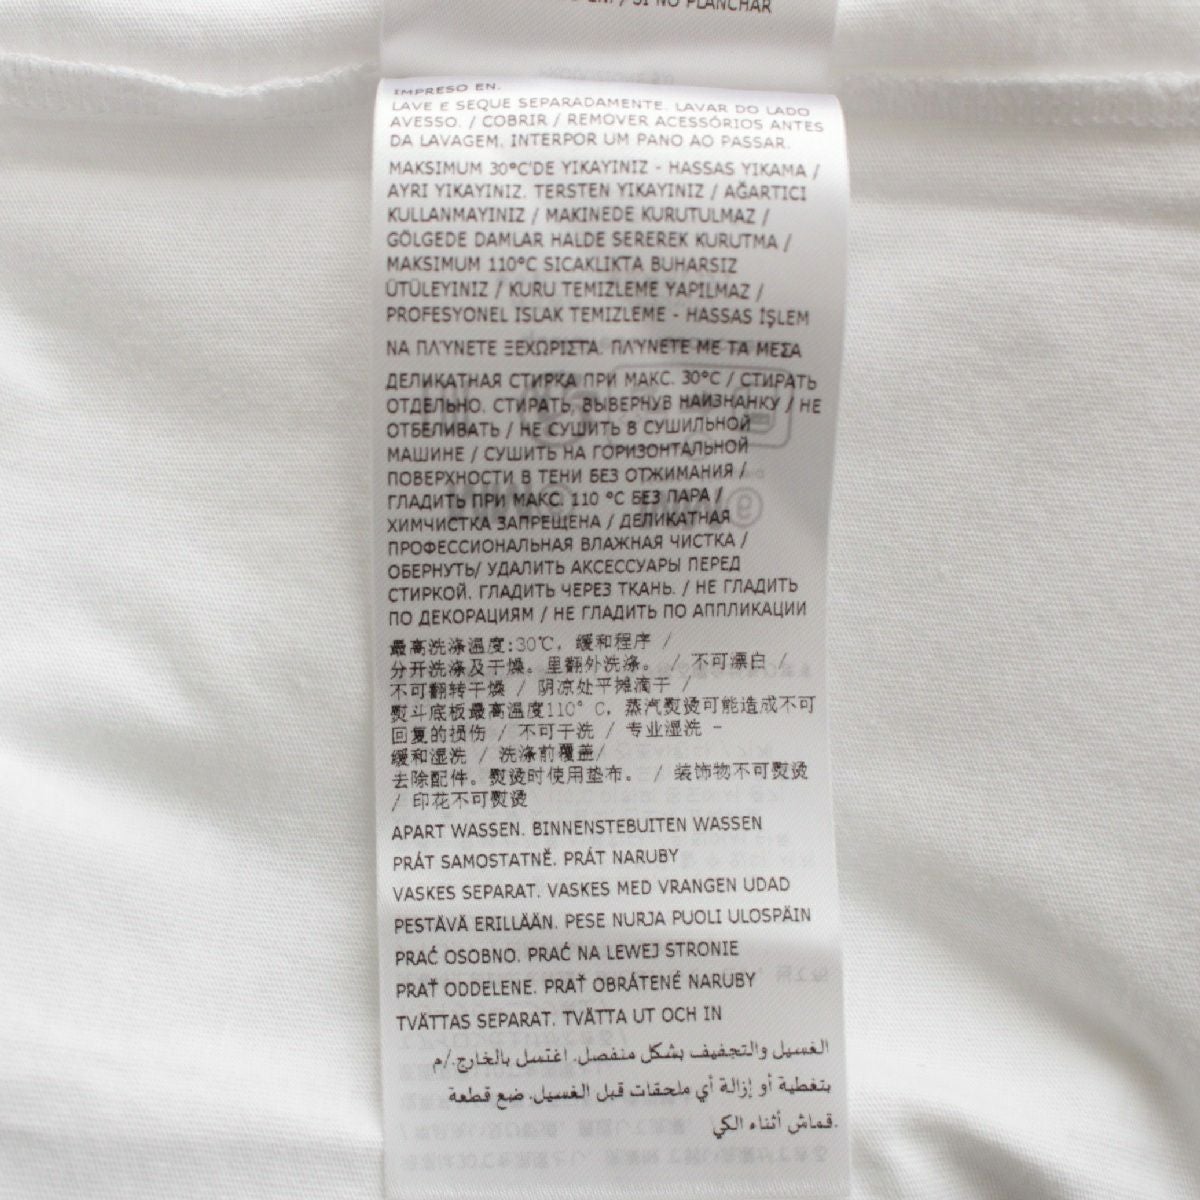 / SI NO PLANCHAR
IMPRESO EN.
LAVE E SEQUE SEPARADAMENTE. LAVAR DO LADO
AVESSO. / COBRIR / REMOVER ACESSÓRIOS ANTES
DA LAVAGEM. INTERPOR UM PANO AO PASSAR.
MAKSIMUM 30°C'DE YIKAYINIZ - HASSAS YIKAMA /
AYRI YIKAYINIZ. TERSTEN YIKAYINIZ / AĞARTICI
KULLANMAYINIZ / MAKINEDE KURUTULMAZ /
GÖLGEDE DAMLAR HALDE SEREREK KURUTMA /
MAKSIMUM 110°C SICAKLIKTA BUHARSIZ
ÜTÜLEYINIZ / KURU TEMIZLEME YAPILMAZ /
PROFESYONEL ISLAK TEMIZLEME - HASSAS İŞLEM
ΝΑ ΠΛΎΝΕΤΕ ΞΕΧΩΡΙΣΤΑ. ΠΛΎΝΕΤΕ ΜΕ ΤΑ ΜΕΣΑ
ДЕЛИКАТНАЯ СТИРКА ПРИ МАКС. 30°C / СТИРАТЬ
ОТДЕЛЬНО. СТИРАТЬ, ВЫВЕРНУВ НАИЗНАНКУ / НЕ
ОТБЕЛИВАТЬ / НЕ СУШИТЬ В СУШИЛЬНОЙ
МАШИНЕ / СУШИТЬ НА ГОРИЗОНТАЛЬНОЙ
ПОВЕРХНОСТИ В ТЕНИ БЕЗ ОТЖИМАНИЯ /
ГЛАДИТЬ ПРИ МАКС. 110 °C БЕЗ ПАРА /
ХИМЧИСТКА ЗАПРЕЩЕНА / ДЕЛИКАТНАЯ
ПРОФЕССИОНАЛЬНАЯ ВЛАЖНАЯ ЧИСТКА /
ОБЕРНУТЬ/ УДАЛИТЬ АКСЕССУАРЫ ПЕРЕД
СТИРКОЙ. ГЛАДИТЬ ЧЕРЕЗ ТКАНЬ. / НЕ ГЛАДИТЬ
ПО ДЕКОРАЦИЯМ / НЕ ГЛАДИТЬ ПО АППЛИКАЦИИ
最高洗涤温度:30℃, 缓和程序 /
分开洗涤及干燥。里翻外洗涤。 / 不可漂白 /
不可翻转干燥 / 阴凉处平摊滴干 /
熨斗底板最高温度110° C, 蒸汽熨烫可能造成不可
回复的损伤 / 不可干洗 / 专业湿洗 -
缓和湿洗 / 洗涤前覆盖/
去除配件。熨烫时使用垫布。 / 装饰物不可熨烫
/ 印花不可熨烫
APART WASSEN. BINNENSTEBUITEN WASSEN
PRÁT SAMOSTATNĚ. PRÁT NARUBY
VASKES SEPARAT. VASKES MED VRANGEN UDAD
PESTÄVÄ ERILLÄÄN. PESE NURJA PUOLI ULOSPÄIN
PRAĆ OSOBNO. PRAĆ NA LEWEJ STRONIE
PRAŤ ODDELENE. PRAŤ OBRÁTENÉ NARUBY
TVÄTTAS SEPARAT. TVÄTTA UT OCH IN
الغسيل والتجفيف بشكل منفصل. اغتسل بالخارج./م
بتغطية أو إزالة أي ملحقات قبل الغسيل. ضع قطعة
قماش أثناء الكي.